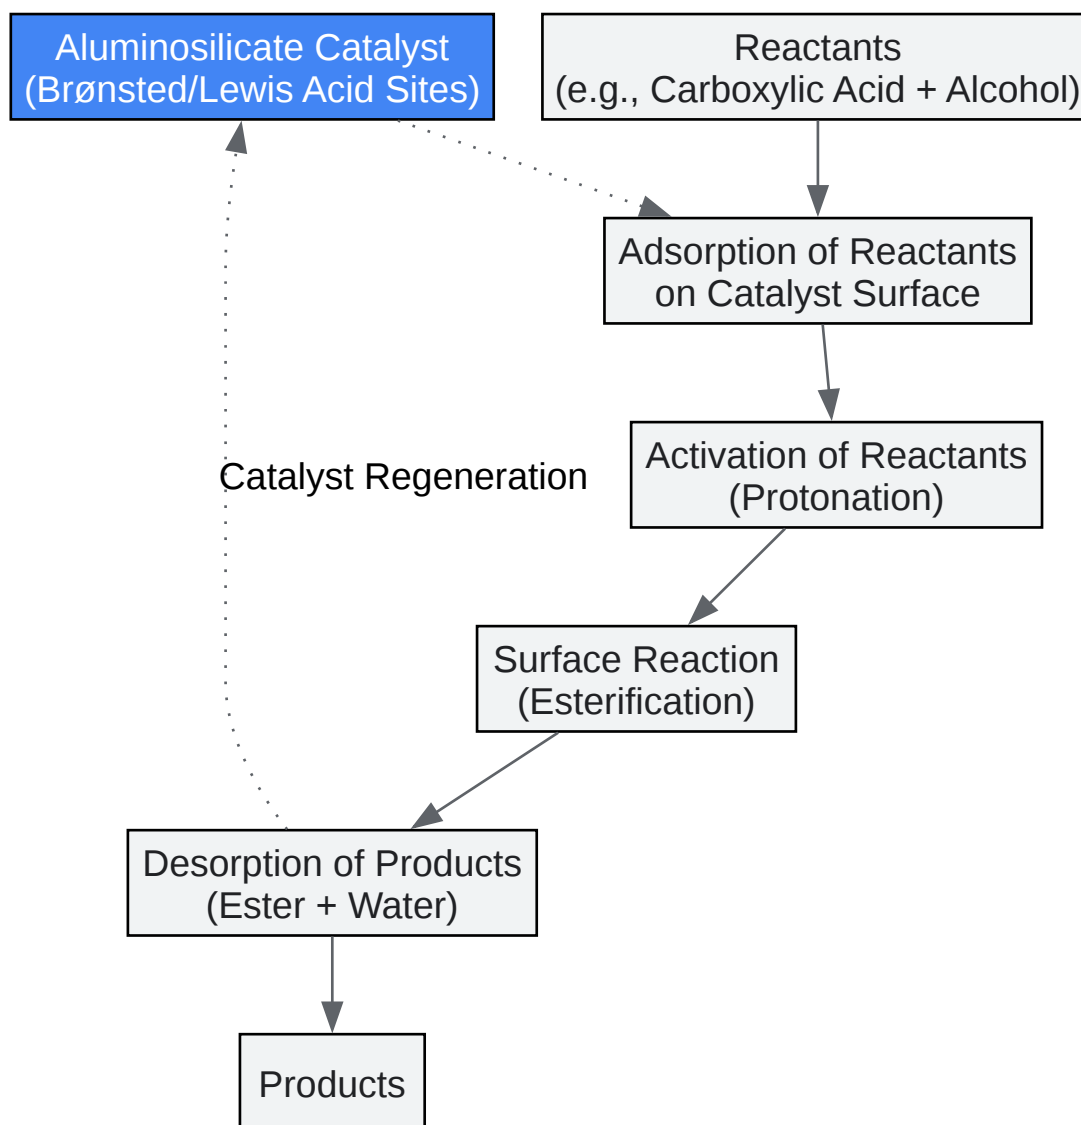 Aluminosilicate Catalyst
(Brønsted/Lewis Acid Sites)
Reactants
(e.g., Carboxylic Acid + Alcohol)
Adsorption of Reactants
on Catalyst Surface
Activation of Reactants
(Protonation)
Catalyst Regeneration
Surface Reaction
(Esterification)
Desorption of Products
(Ester + Water)
Products